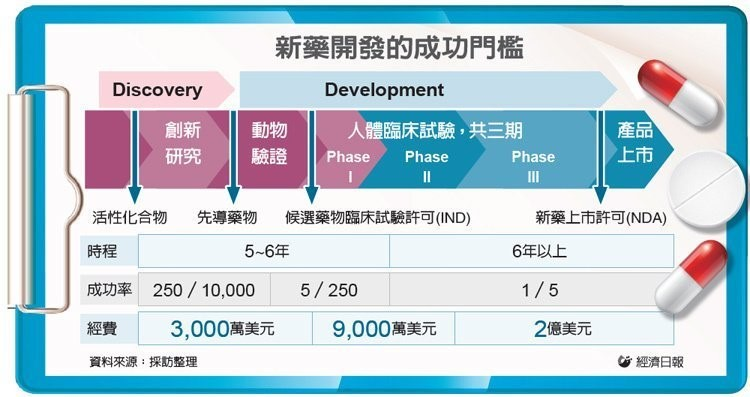 新藥開發的成功門檻
Discovery
Development
創新
研究
動物
驗證
人體臨床試驗，共三期
Phase
I
Phase
II
Phase
III
產品
上市
活性化合物
先導藥物
候選藥物臨床試驗許可(IND)
新藥上市許可(NDA)
時程
5~6年
6年以上
成功率
250／10,000
5／250
1／5
經費
3,000萬美元
9,000萬美元
2億美元
資料來源：採訪整理
經濟日報